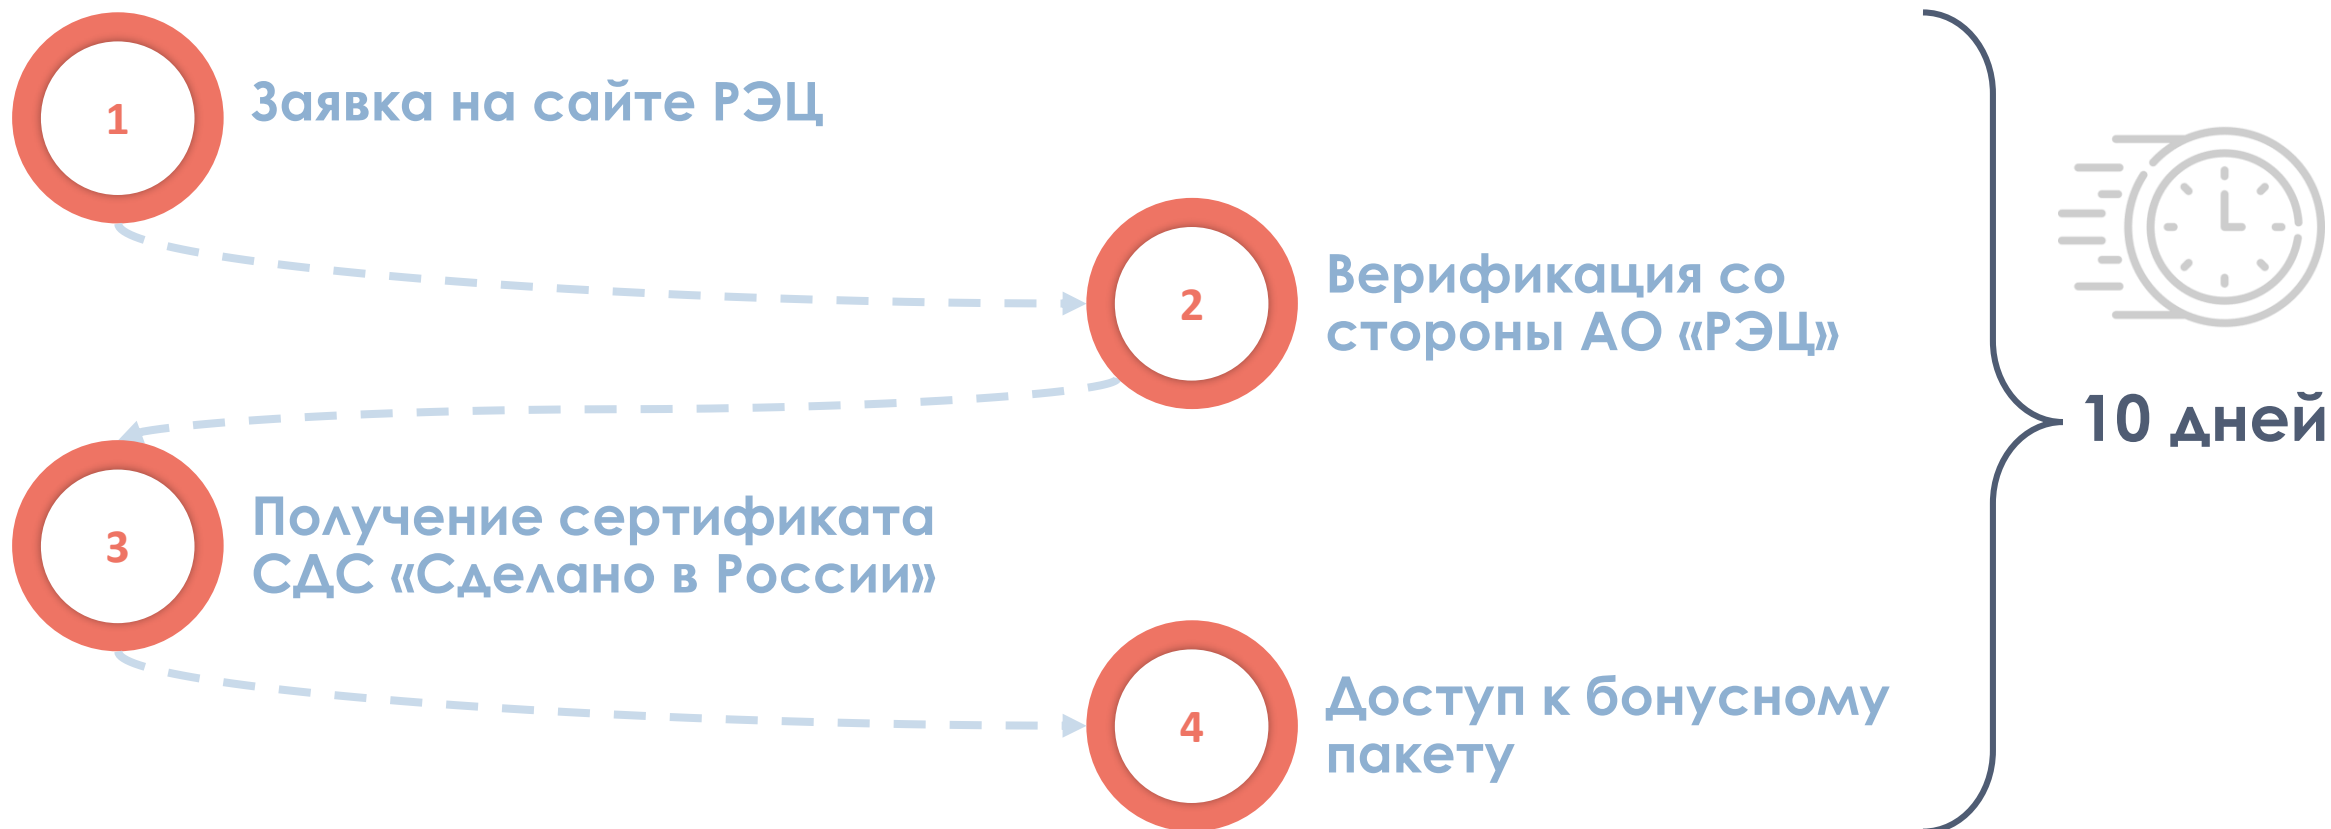 1
Заявка на сайте РЭЦ
2
Верификация со
стороны АО «РЭЦ»
3
Получение сертификата
СДС «Сделано в России»
4
Доступ к бонусному
пакету
10 дней